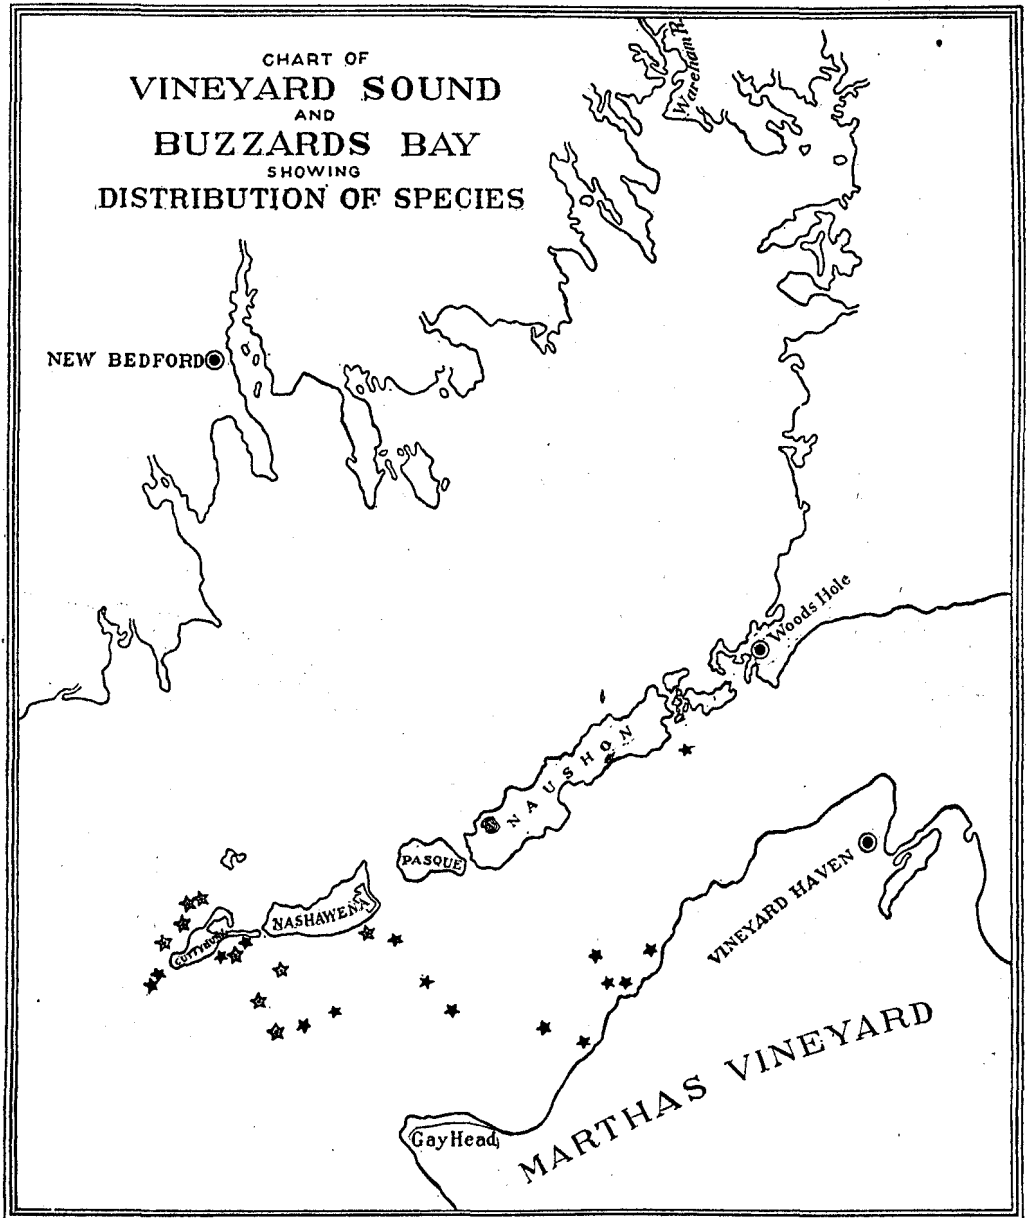 CHART OF
VINEYARD SOUND
AND
BUZZARDS BAY
SHOWING
DISTRIBUTION OF SPECIES
Wareham R.
NEW BEDFORD
Woods Hole
NAUSHON
PASQUE
NASHAWENA
CUTTYHUNK
VINEYARD HAVEN
MARTHAS VINEYARD
Gay Head